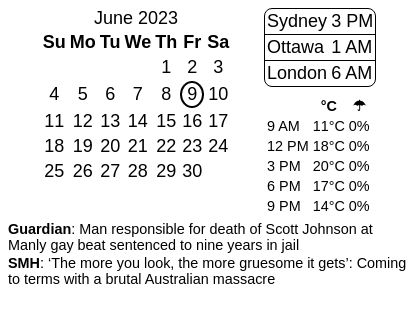 June 2023
Su Mo Tu We Th Fr Sa
1 2 3
4 5 6 7 8 9 10
11 12 13 14 15 16 17
18 19 20 21 22 23 24
25 26 27 28 29 30
Sydney 3 PM
Ottawa 1 AM
London 6 AM
°C ☂
9 AM 11°C 0%
12 PM 18°C 0%
3 PM 20°C 0%
6 PM 17°C 0%
9 PM 14°C 0%
Guardian: Man responsible for death of Scott Johnson at
Manly gay beat sentenced to nine years in jail
SMH: ‘The more you look, the more gruesome it gets’: Coming
to terms with a brutal Australian massacre